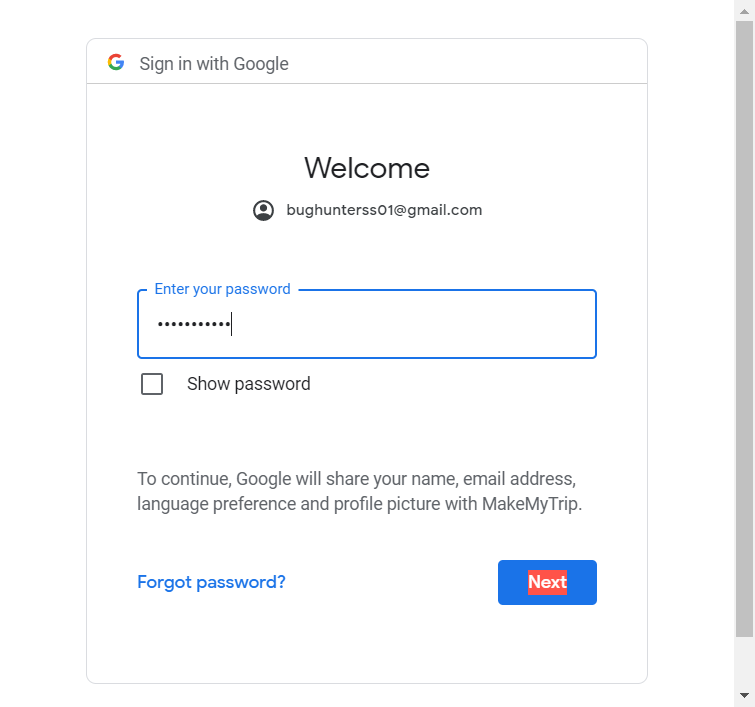 Sign in with Google
Welcome
bughunterss01@gmail.com
Enter your password
•••••••••••
Show password
To continue, Google will share your name, email address,
language preference and profile picture with MakeMyTrip.
Forgot password?
Next